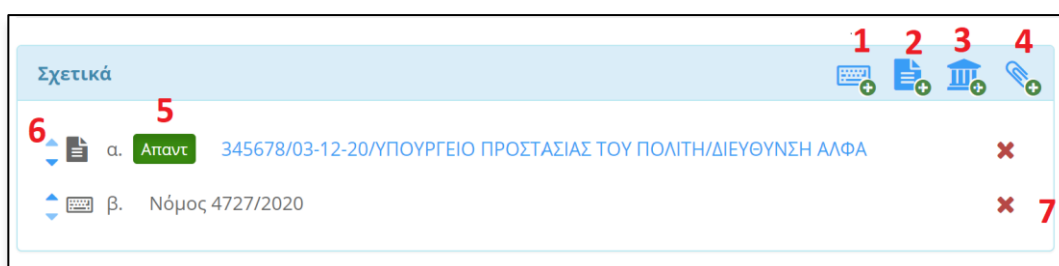 1 2 3 4
Σχετικά
5
6 α. Απαντ 345678/03-12-20/ΥΠΟΥΡΓΕΙΟ ΠΡΟΣΤΑΣΙΑΣ ΤΟΥ ΠΟΛΙΤΗ/ΔΙΕΥΘΥΝΣΗ ΑΛΦΑ
β. Νόμος 4727/2020 7